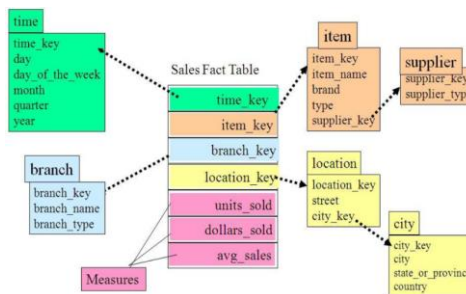 time
time_key
day
day_of_the_week
month
quarter
year
Sales Fact Table
time_key
item_key
branch_key
location_key
units_sold
dollars_sold
avg_sales
Measures
branch
branch_key
branch_name
branch_type
item
item_key
item_name
brand
type
supplier_key
supplier
supplier_key
supplier_typ
location
location_key
street
city_key
city
city_key
city
state_or_provinc
country